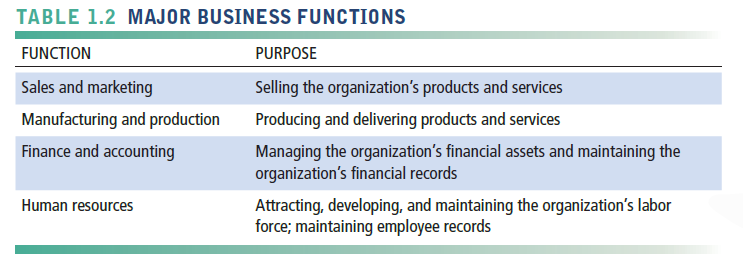 TABLE 1.2 MAJOR BUSINESS FUNCTIONS
FUNCTION PURPOSE
Sales and marketing Selling the organization's products and services
Manufacturing and production Producing and delivering products and services
Finance and accounting Managing the organization's financial assets and maintaining the
organization's financial records
Human resources Attracting, developing, and maintaining the organization's labor
force; maintaining employee records